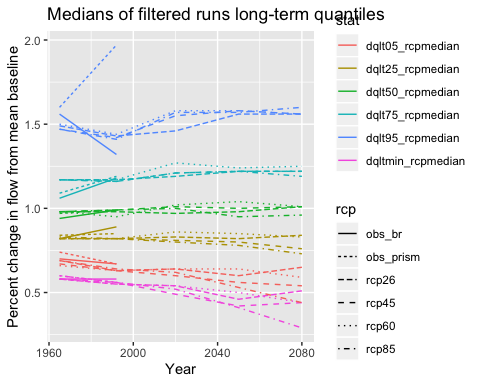 Medians of filtered runs long-term quantiles
Percent change in flow from mean baseline
2.0
1.5
1.0
0.5
1960
2000
2040
2080
Year
stat
dqlt05_rcpmedian
dqlt25_rcpmedian
dqlt50_rcpmedian
dqlt75_rcpmedian
dqlt95_rcpmedian
dqltmin_rcpmedian
rcp
obs_br
obs_prism
rcp26
rcp45
rcp60
rcp85